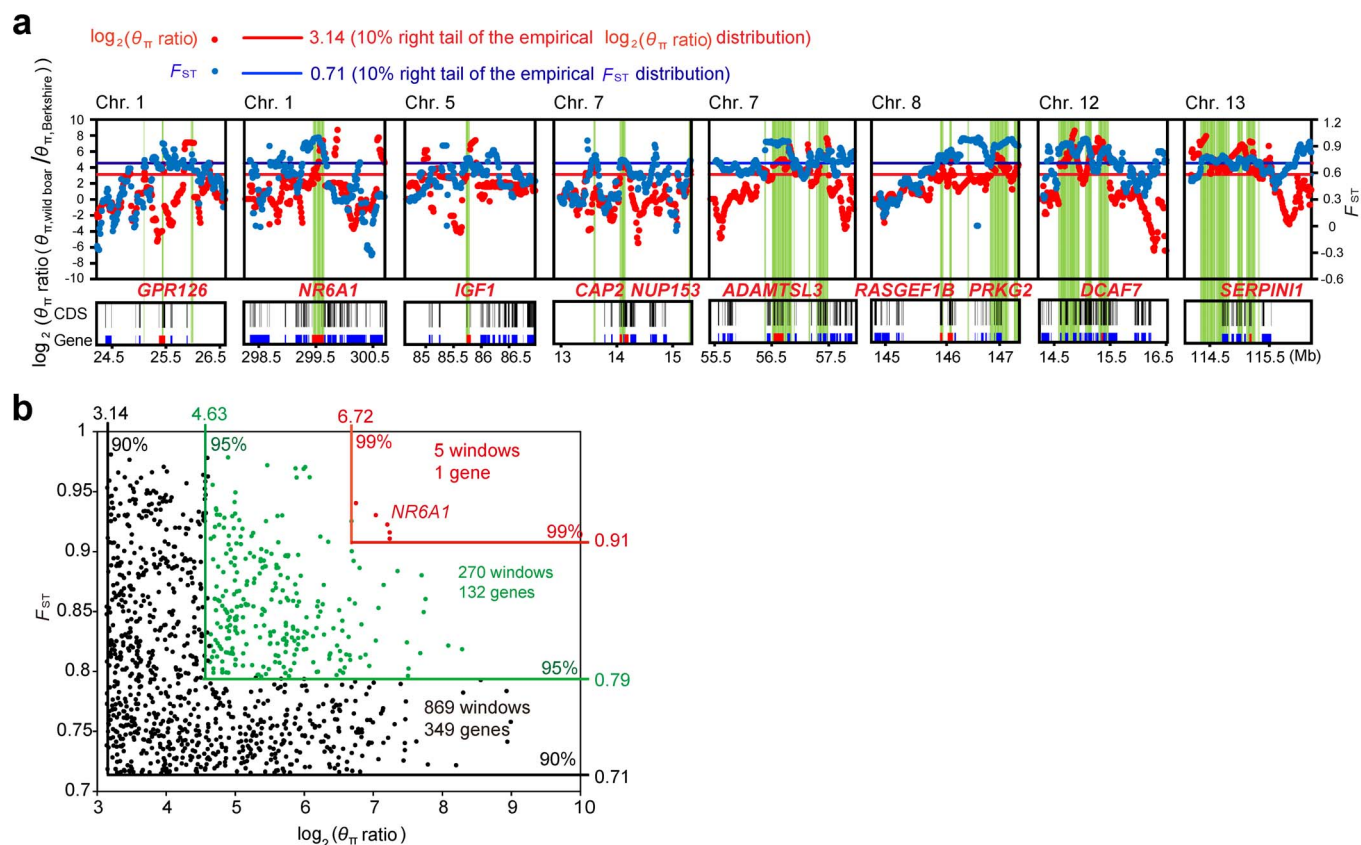 a
log2(θπ ratio) 3.14 (10% right tail of the empirical log2(θπ ratio) distribution)
FST 0.71 (10% right tail of the empirical FST distribution)
Chr. 1 Chr. 1 Chr. 5 Chr. 7 Chr. 7 Chr. 8 Chr. 12 Chr. 13
log2 (θπ ratio (θπ,wild boar /θπ,Berkshire))
10
8
6
4
2
0
-2
-4
-6
-8
-10
1.2
0.9
0.6
0.3
0
-0.3
-0.6
FST
GPR126 NR6A1 IGF1 CAP2 NUP153 ADAMTSL3 RASGEF1B PRKG2 DCAF7 SERPINI1
CDS
Gene
24.5 25.5 26.5 298.5 299.5 300.5 85 85.5 86 86.5 13 14 15 55.5 56.5 57.5 145 146 147 14.5 15.5 16.5 114.5 115.5 (Mb)
b
3.14 4.63 6.72
90% 95% 99%
5 windows
1 gene
NR6A1
99% 0.91
270 windows
132 genes
95% 0.79
869 windows
349 genes
90% 0.71
1
0.95
0.9
0.85
0.8
0.75
0.7
FST
3 4 5 6 7 8 9 10
log2 (θπ ratio)